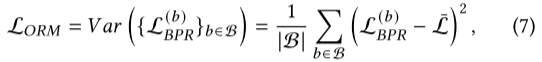 $\mathcal{L}_{ORM} = Var\left(\{\mathcal{L}_{BPR}^{(b)}\}_{b \in \mathcal{B}}\right) = \frac{1}{|\mathcal{B}|} \sum_{b \in \mathcal{B}} \left(\mathcal{L}_{BPR}^{(b)} - \bar{\mathcal{L}}\right)^2, \quad (7)$